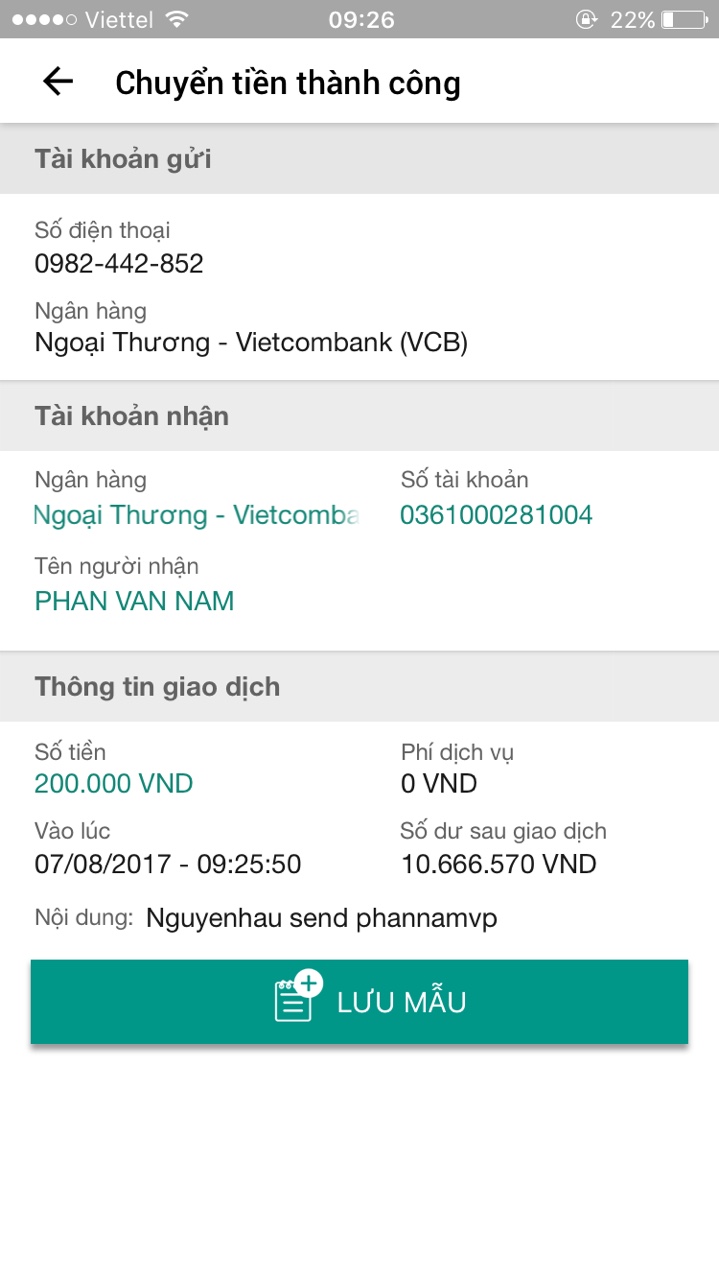 Viettel 09:26 22%
Chuyển tiền thành công
Tài khoản gửi
Số điện thoại
0982-442-852
Ngân hàng
Ngoại Thương - Vietcombank (VCB)
Tài khoản nhận
Ngân hàng Số tài khoản
Ngoại Thương - Vietcomba 0361000281004
Tên người nhận
PHAN VAN NAM
Thông tin giao dịch
Số tiền Phí dịch vụ
200.000 VND 0 VND
Vào lúc Số dư sau giao dịch
07/08/2017 - 09:25:50 10.666.570 VND
Nội dung: Nguyenhau send phannamvp
LƯU MẪU